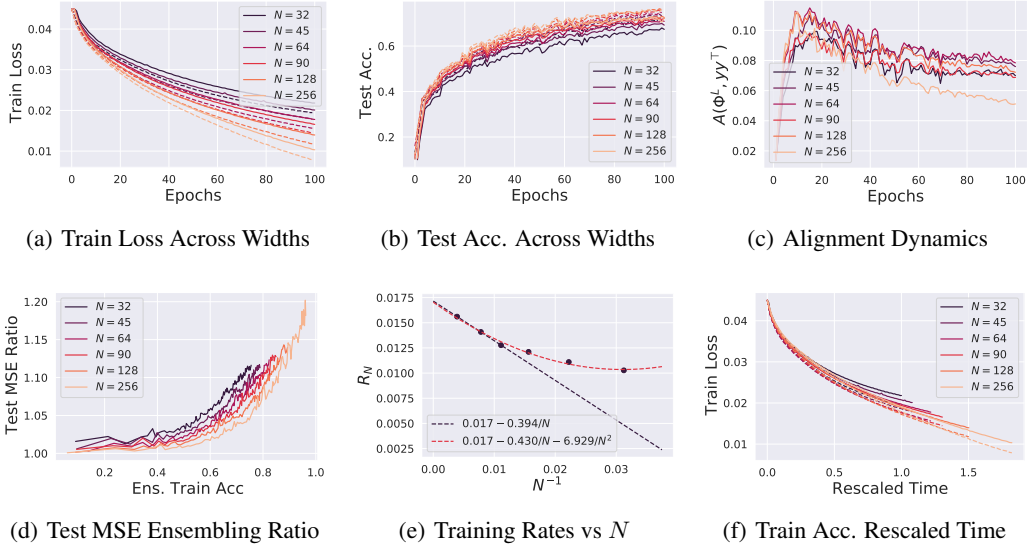 Train Loss
0.04
0.03
0.02
0.01
0
20
40
60
80
100
Epochs
N = 32
N = 45
N = 64
N = 90
N = 128
N = 256
(a) Train Loss Across Widths
Test Acc.
0.6
0.4
0.2
0
20
40
60
80
100
Epochs
N = 32
N = 45
N = 64
N = 90
N = 128
N = 256
(b) Test Acc. Across Widths
A(Φ^L, yy^⊤)
0.10
0.08
0.06
0.04
0.02
0
20
40
60
80
100
Epochs
N = 32
N = 45
N = 64
N = 90
N = 128
N = 256
(c) Alignment Dynamics
Test MSE Ratio
1.20
1.15
1.10
1.05
1.00
0.0
0.2
0.4
0.6
0.8
1.0
Ens. Train Acc
N = 32
N = 45
N = 64
N = 90
N = 128
N = 256
(d) Test MSE Ensembling Ratio
R_N
0.0175
0.0150
0.0125
0.0100
0.0075
0.0050
0.0025
0.00
0.01
0.02
0.03
N^{-1}
0.017 − 0.394/N
0.017 − 0.430/N − 6.929/N²
(e) Training Rates vs N
Train Loss
0.04
0.03
0.02
0.01
0.0
0.5
1.0
1.5
Rescaled Time
N = 32
N = 45
N = 64
N = 90
N = 128
N = 256
(f) Train Acc. Rescaled Time